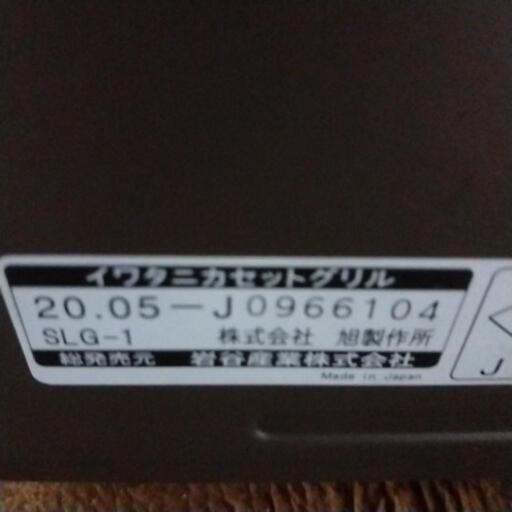 イワタニカセットグリル
20.05-J0966104
SLG-1 株式会社 旭製作所
総発売元 岩谷産業株式会社
Made in Japan
J